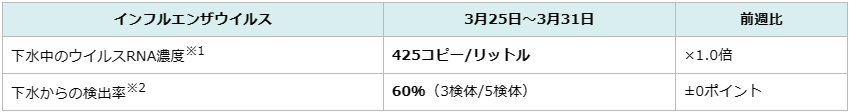 インフルエンザウイルス 3月25日～3月31日 前週比
下水中のウイルスRNA濃度※1 425コピー/リットル ×1.0倍
下水からの検出率※2 60%（3検体/5検体） ±0ポイント